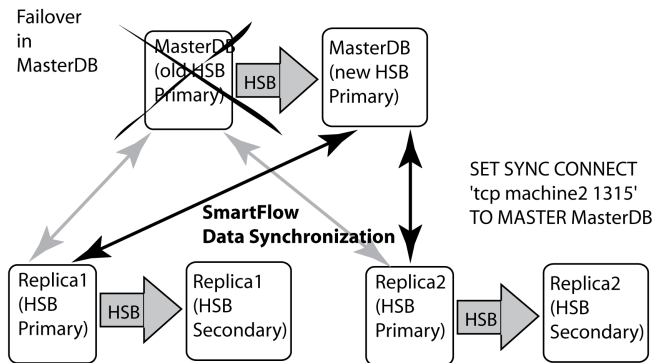 Failover
in
MasterDB
MasterDB
(old HSB
Primary)
HSB
MasterDB
(new HSB
Primary)
SET SYNC CONNECT
'tcp machine2 1315'
TO MASTER MasterDB
SmartFlow
Data Synchronization
Replica1
(HSB
Primary)
HSB
Replica1
(HSB
Secondary)
Replica2
(HSB
Primary)
HSB
Replica2
(HSB
Secondary)